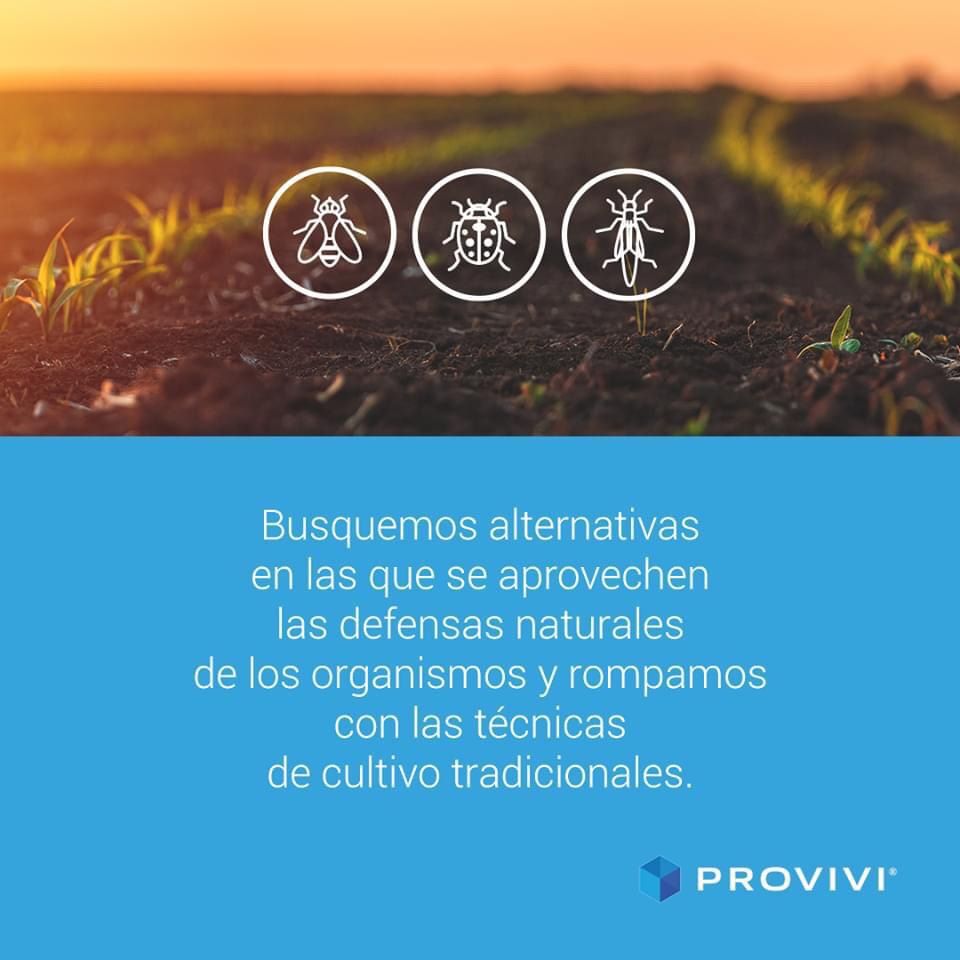 Busquemos alternativas
en las que se aprovechen
las defensas naturales
de los organismos y rompamos
con las técnicas
de cultivo tradicionales.
PROVIVI®